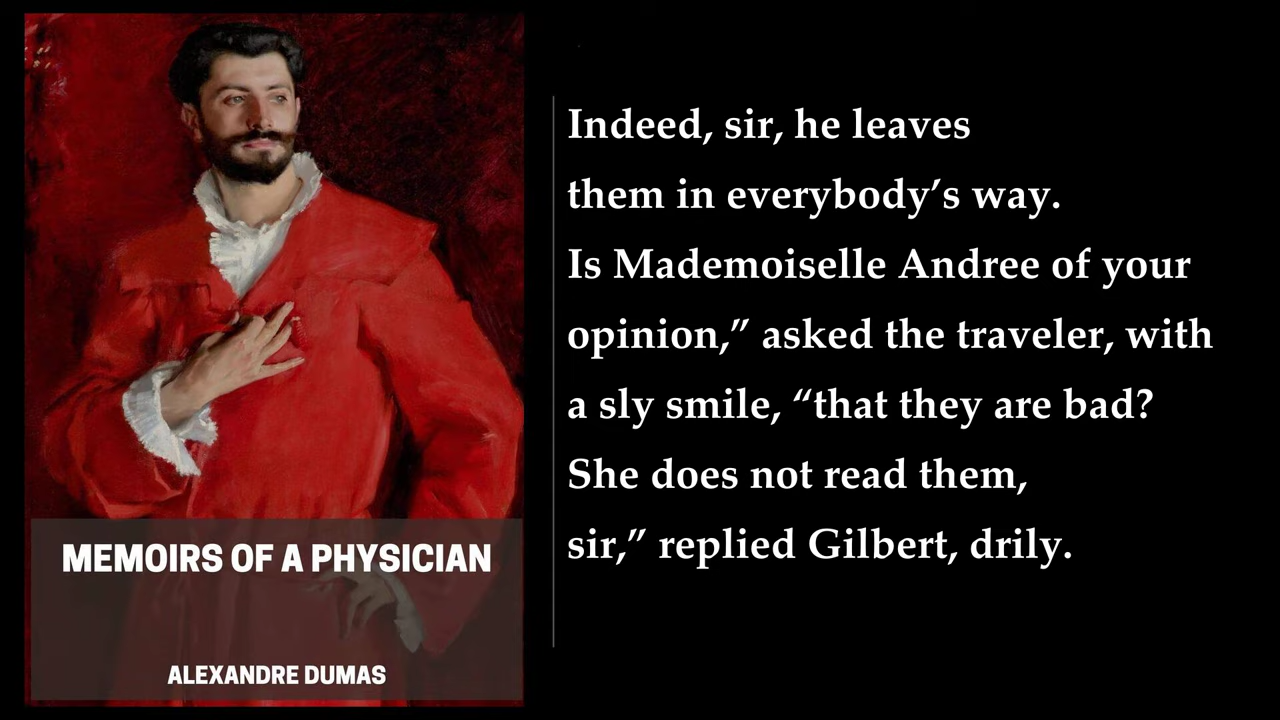 MEMOIRS OF A PHYSICIAN
ALEXANDRE DUMAS
Indeed, sir, he leaves
them in everybody’s way.
Is Mademoiselle Andree of your
opinion,” asked the traveler, with
a sly smile, “that they are bad?
She does not read them,
sir,” replied Gilbert, drily.